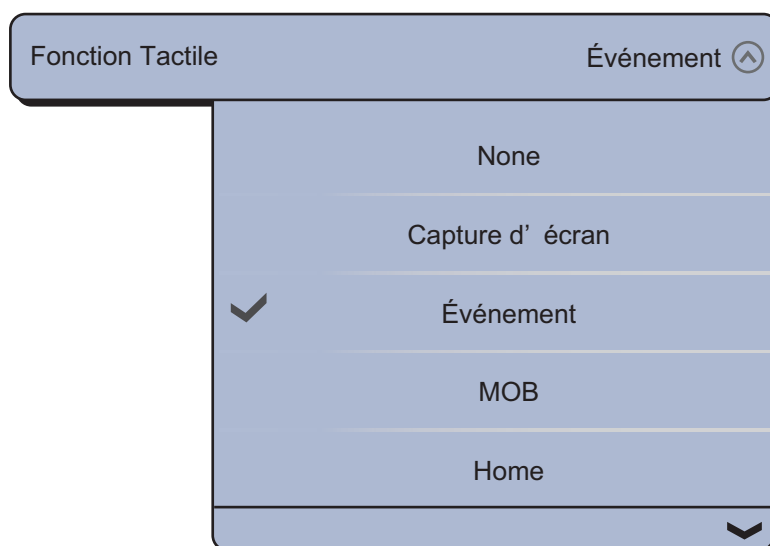 Fonction Tactile Événement
None
Capture d' écran
Événement
MOB
Home